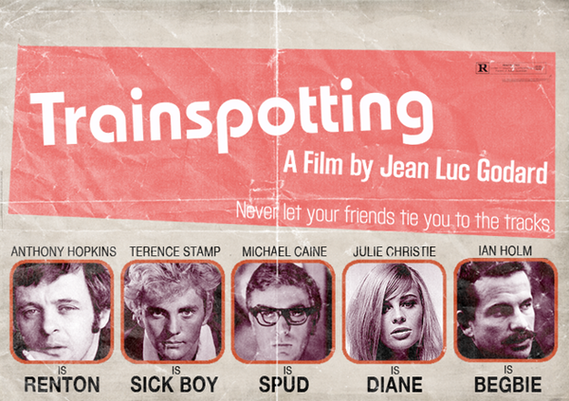 R
Trainspotting
A Film by Jean Luc Godard
Never let your friends tie you to the tracks
ANTHONY HOPKINS TERENCE STAMP MICHAEL CAINE JULIE CHRISTIE IAN HOLM
IS IS IS IS IS
RENTON SICK BOY SPUD DIANE BEGBIE